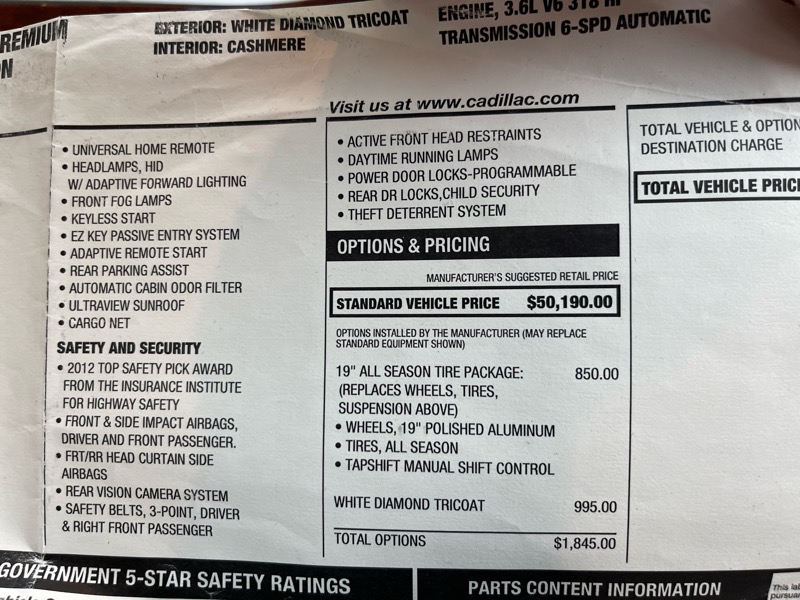 REMIUM
N
EXTERIOR: WHITE DIAMOND TRICOAT
INTERIOR: CASHMERE
ENGINE, 3.6L V6 318 HP
TRANSMISSION 6-SPD AUTOMATIC
• UNIVERSAL HOME REMOTE
• HEADLAMPS, HID
W/ ADAPTIVE FORWARD LIGHTING
• FRONT FOG LAMPS
• KEYLESS START
• EZ KEY PASSIVE ENTRY SYSTEM
• ADAPTIVE REMOTE START
• REAR PARKING ASSIST
• AUTOMATIC CABIN ODOR FILTER
• ULTRAVIEW SUNROOF
• CARGO NET
SAFETY AND SECURITY
• 2012 TOP SAFETY PICK AWARD
FROM THE INSURANCE INSTITUTE
FOR HIGHWAY SAFETY
• FRONT & SIDE IMPACT AIRBAGS,
DRIVER AND FRONT PASSENGER.
• FRT/RR HEAD CURTAIN SIDE
AIRBAGS
• REAR VISION CAMERA SYSTEM
• SAFETY BELTS, 3-POINT, DRIVER
& RIGHT FRONT PASSENGER
Visit us at www.cadillac.com
• ACTIVE FRONT HEAD RESTRAINTS
• DAYTIME RUNNING LAMPS
• POWER DOOR LOCKS-PROGRAMMABLE
• REAR DR LOCKS,CHILD SECURITY
• THEFT DETERRENT SYSTEM
OPTIONS & PRICING
MANUFACTURER'S SUGGESTED RETAIL PRICE
STANDARD VEHICLE PRICE $50,190.00
OPTIONS INSTALLED BY THE MANUFACTURER (MAY REPLACE
STANDARD EQUIPMENT SHOWN)
19" ALL SEASON TIRE PACKAGE: 850.00
(REPLACES WHEELS, TIRES,
SUSPENSION ABOVE)
• WHEELS, 19" POLISHED ALUMINUM
• TIRES, ALL SEASON
• TAPSHIFT MANUAL SHIFT CONTROL
WHITE DIAMOND TRICOAT 995.00
TOTAL OPTIONS $1,845.00
TOTAL VEHICLE & OPTION
DESTINATION CHARGE
TOTAL VEHICLE PRIC
GOVERNMENT 5-STAR SAFETY RATINGS
PARTS CONTENT INFORMATION
This la
pursua